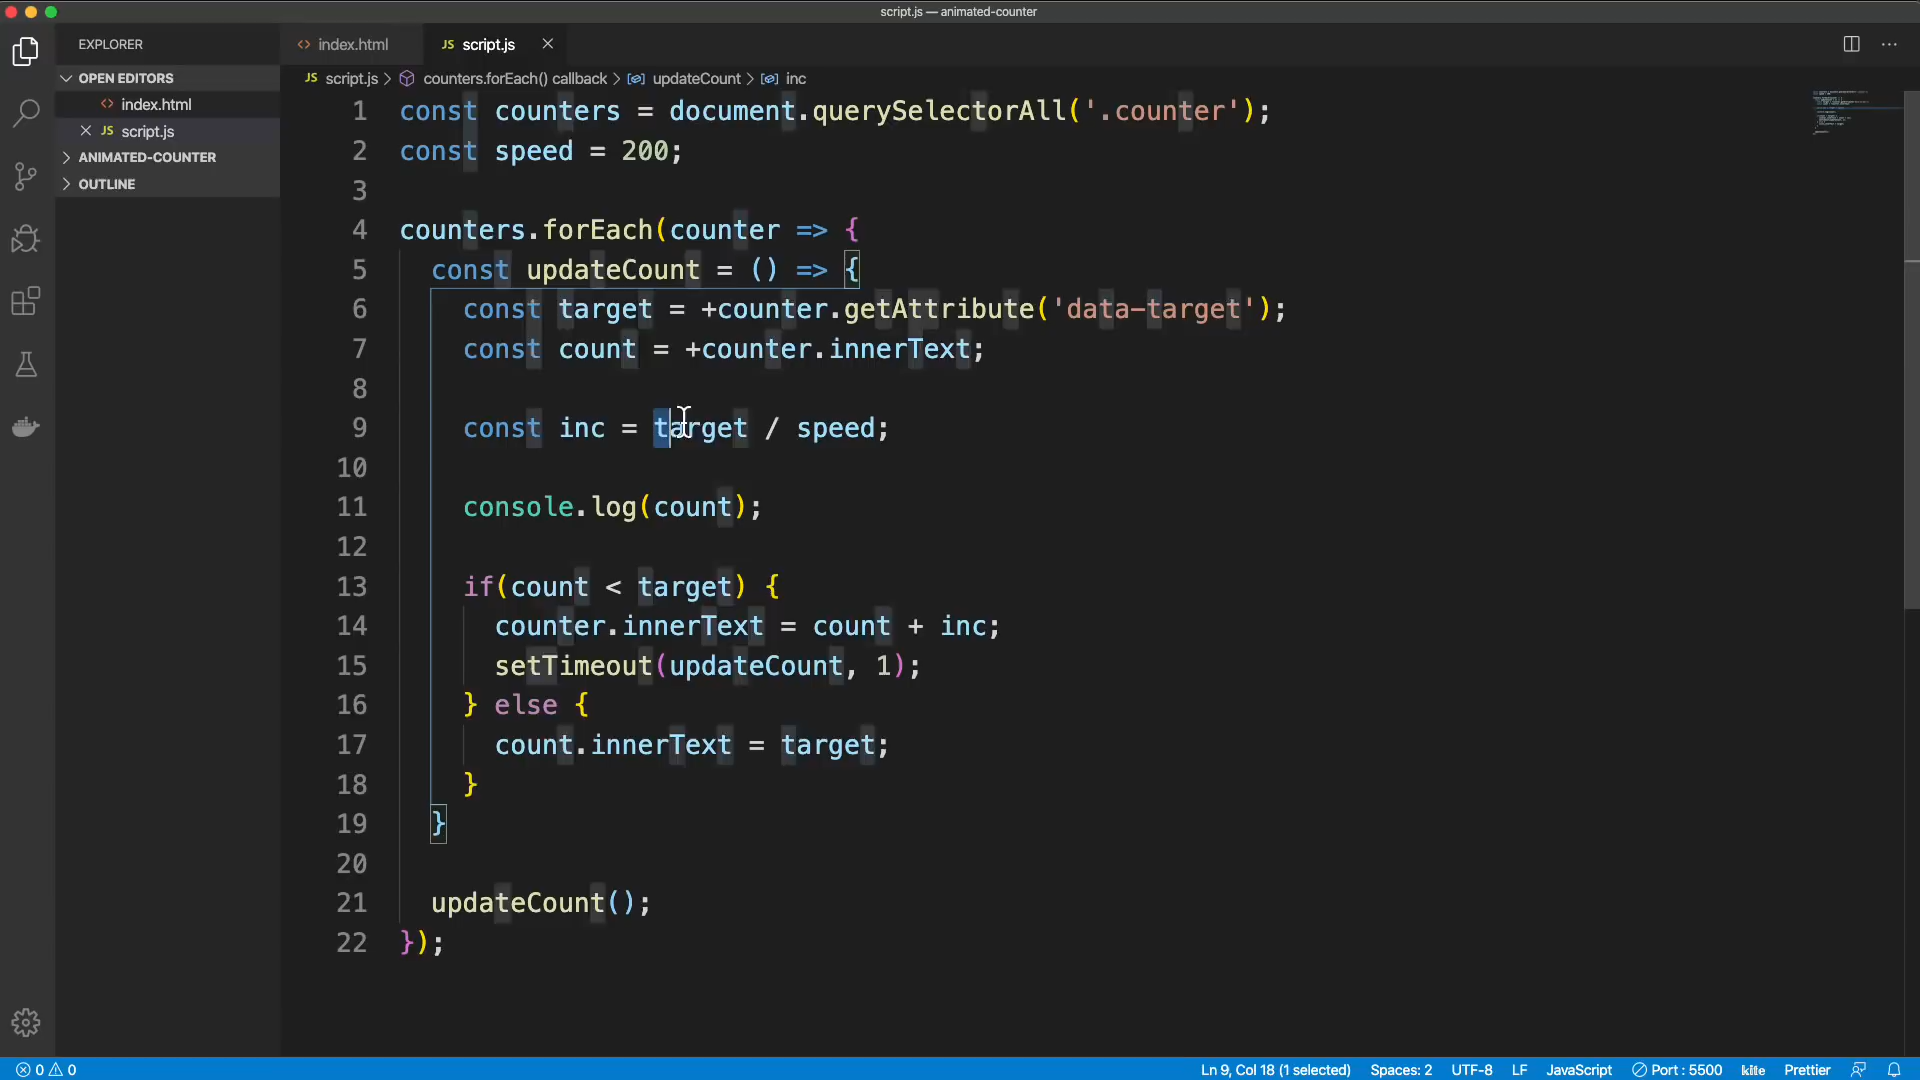 script.js — animated-counter
EXPLORER
index.html
JS script.js
OPEN EDITORS
index.html
JS script.js
ANIMATED-COUNTER
OUTLINE
JS script.js > counters.forEach() callback > updateCount > inc
1 const counters = document.querySelectorAll('.counter');
2 const speed = 200;
3
4 counters.forEach(counter => {
5 const updateCount = () => {
6 const target = +counter.getAttribute('data-target');
7 const count = +counter.innerText;
8
9 const inc = target / speed;
10
11 console.log(count);
12
13 if(count < target) {
14 counter.innerText = count + inc;
15 setTimeout(updateCount, 1);
16 } else {
17 count.innerText = target;
18 }
19 }
20
21 updateCount();
22 });
0 0 Ln 9, Col 18 (1 selected) Spaces: 2 UTF-8 LF JavaScript Port : 5500 kite Prettier